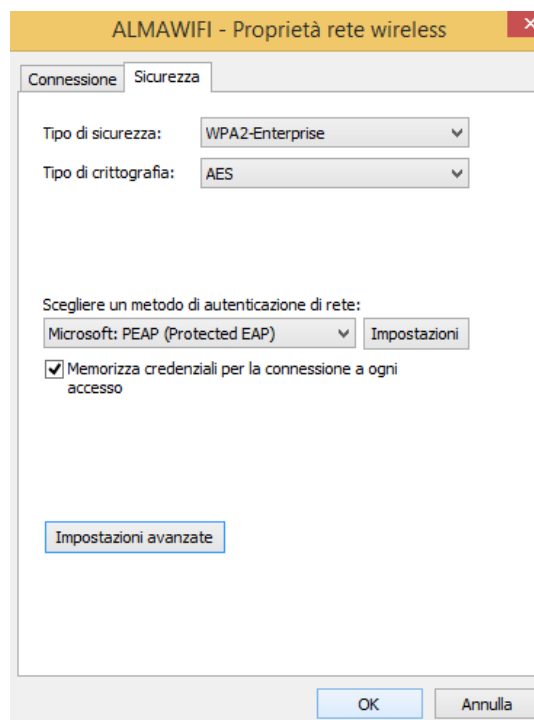 ALMAWIFI - Proprietà rete wireless
Connessione
Sicurezza
Tipo di sicurezza:
WPA2-Enterprise
Tipo di crittografia:
AES
Scegliere un metodo di autenticazione di rete:
Microsoft: PEAP (Protected EAP)
Impostazioni
Memorizza credenziali per la connessione a ogni
accesso
Impostazioni avanzate
OK
Annulla